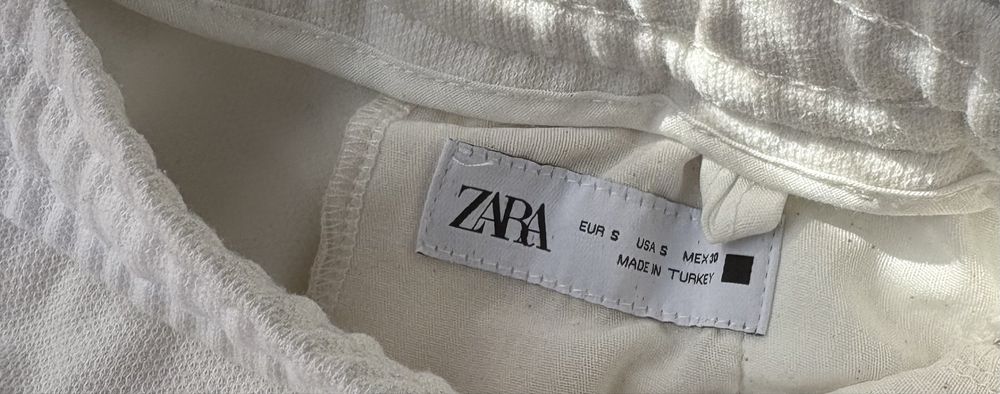 ZARA
EUR S USA S MEX 30
MADE IN TURKEY